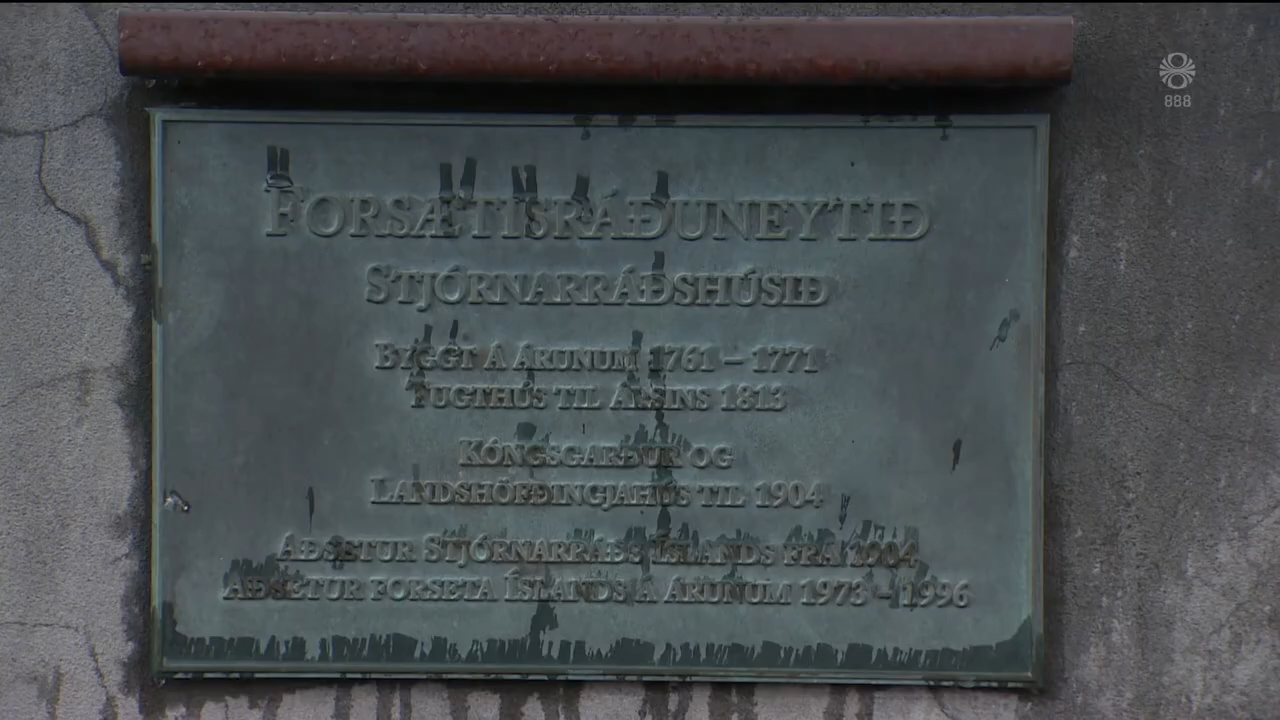 FORSÆTISRÁÐUNEYTIÐ
STJÓRNARRÁÐSHÚSIÐ
BYGGT Á ÁRUNUM 1761 – 1771
TUGTHÚS TIL ÁRSINS 1813
KÓNGSGARÐUR OG
LANDSHÖFÐINGJAHÚS TIL 1904
AÐSETUR STJÓRNARRÁÐS ÍSLANDS FRÁ 1904
AÐSETUR FORSETA ÍSLANDS Á ÁRUNUM 1973 – 1996
888